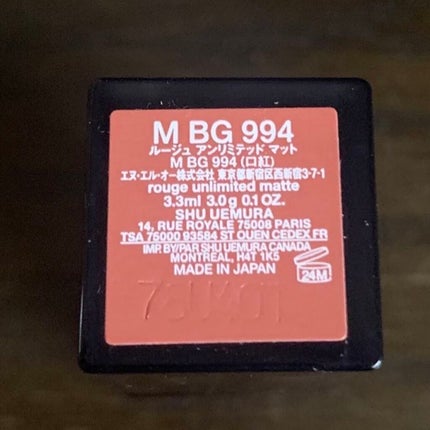 M BG 994
ルージュ アンリミテッド マット
M BG 994 (口紅)
エヌ・エル・オー株式会社 東京都新宿区西新宿3-7-1
rouge unlimited matte
3.3ml 3.0g 0.1OZ.
SHU UEMURA
14, RUE ROYALE 75008 PARIS
TSA 75000 93584 ST OUEN CEDEX FR
IMP. BY/PAR SHU UEMURA CANADA
MONTREAL, H4T 1K5
MADE IN JAPAN
24M